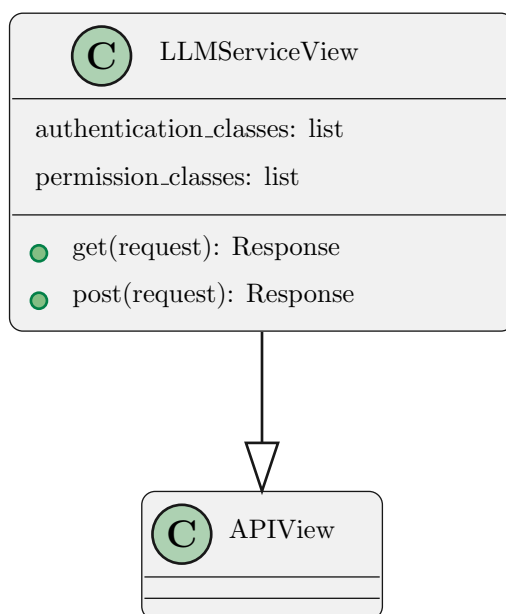 C LLMServiceView
authentication_classes: list
permission_classes: list
get(request): Response
post(request): Response
C APIView